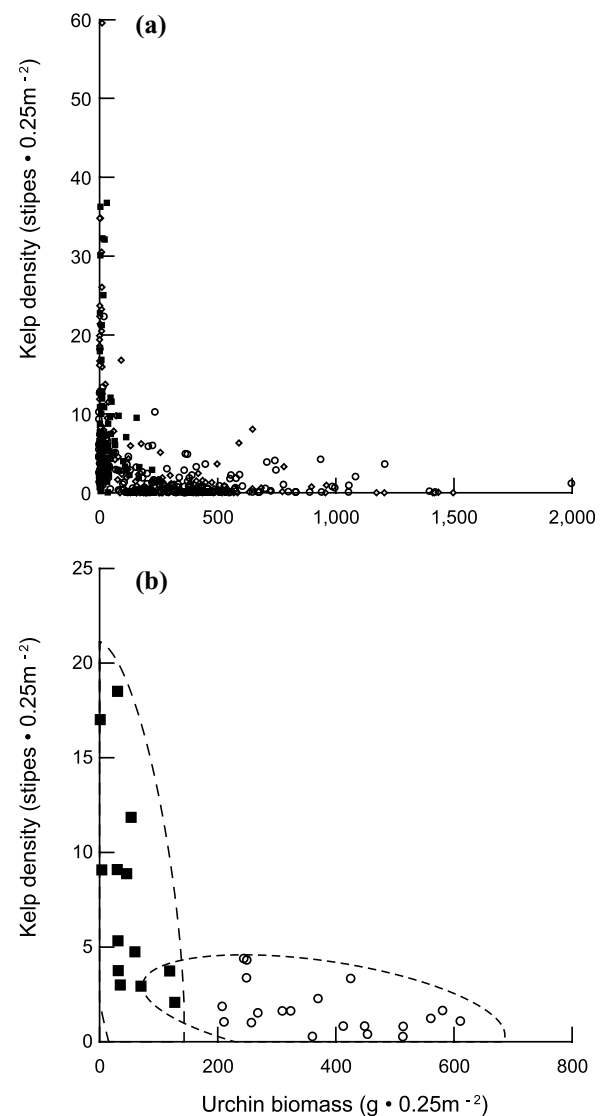 (a)
Kelp density (stipes • 0.25m⁻²)
60
50
40
30
20
10
0
0 500 1,000 1,500 2,000
(b)
Kelp density (stipes • 0.25m⁻²)
25
20
15
10
5
0
0 200 400 600 800
Urchin biomass (g • 0.25m⁻²)